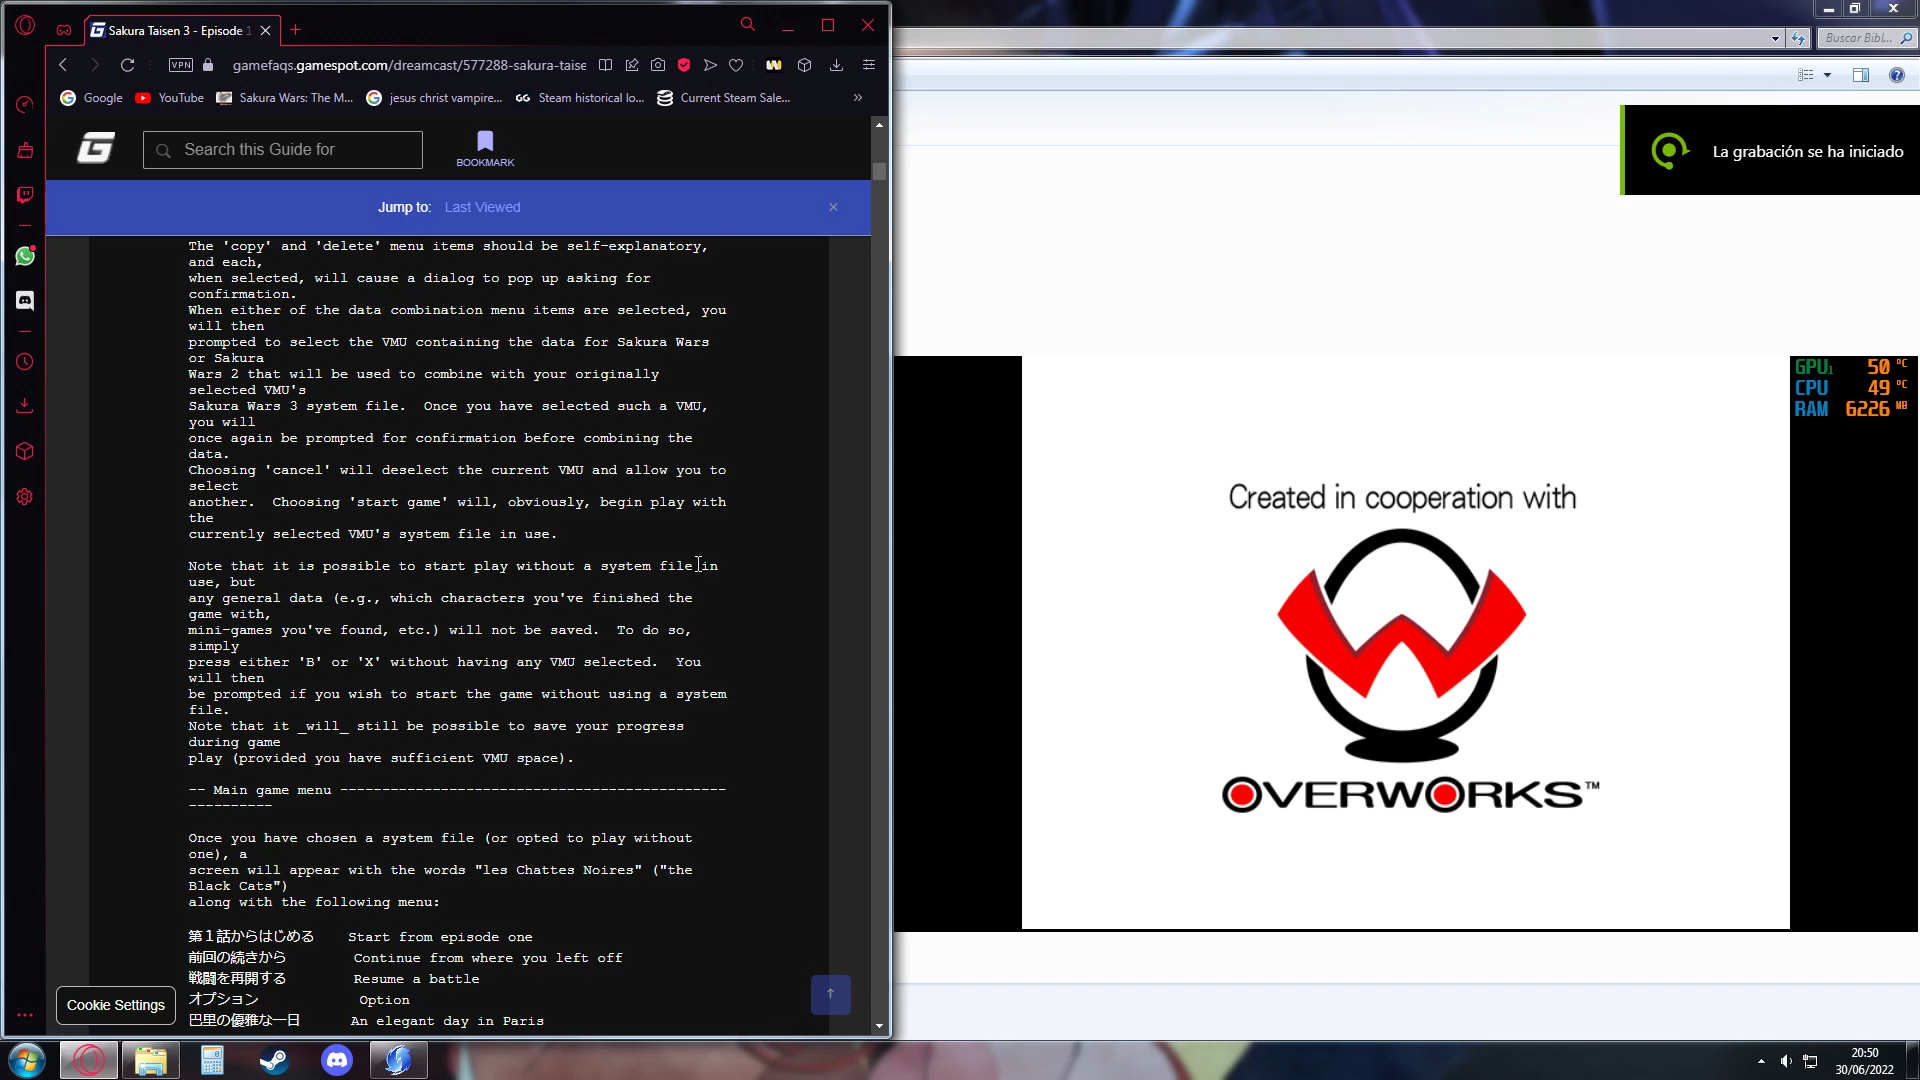 Sakura Taisen 3 - Episode 1
VPN
gamefaqs.gamespot.com/dreamcast/577288-sakura-taise
Google
YouTube
Sakura Wars: The M...
jesus christ vampire...
Steam historical lo...
Current Steam Sale...
»
Search this Guide for
BOOKMARK
Jump to: Last Viewed
The 'copy' and 'delete' menu items should be self-explanatory,
and each,
when selected, will cause a dialog to pop up asking for
confirmation.
When either of the data combination menu items are selected, you
will then
prompted to select the VMU containing the data for Sakura Wars
or Sakura
Wars 2 that will be used to combine with your originally
selected VMU's
Sakura Wars 3 system file.  Once you have selected such a VMU,
you will
once again be prompted for confirmation before combining the
data.
Choosing 'cancel' will deselect the current VMU and allow you to
select
another.  Choosing 'start game' will, obviously, begin play with
the
currently selected VMU's system file in use.
Note that it is possible to start play without a system file in
use, but
any general data (e.g., which characters you've finished the
game with,
mini-games you've found, etc.) will not be saved.  To do so,
simply
press either 'B' or 'X' without having any VMU selected.  You
will then
be prompted if you wish to start the game without using a system
file.
Note that it _will_ still be possible to save your progress
during game
play (provided you have sufficient VMU space).
-- Main game menu ----------------------------------------------
----------
Once you have chosen a system file (or opted to play without
one), a
screen will appear with the words "les Chattes Noires" ("the
Black Cats")
along with the following menu:
第１話からはじめる Start from episode one
前回の続きから Continue from where you left off
戦闘を再開する Resume a battle
オプション Option
巴里の優雅な一日 An elegant day in Paris
Cookie Settings
Buscar Bibl...
La grabación se ha iniciado
GPU1 50 °C
CPU 49 °C
RAM 6226 MB
Created in cooperation with
OVERWORKS™
20:50
30/06/2022